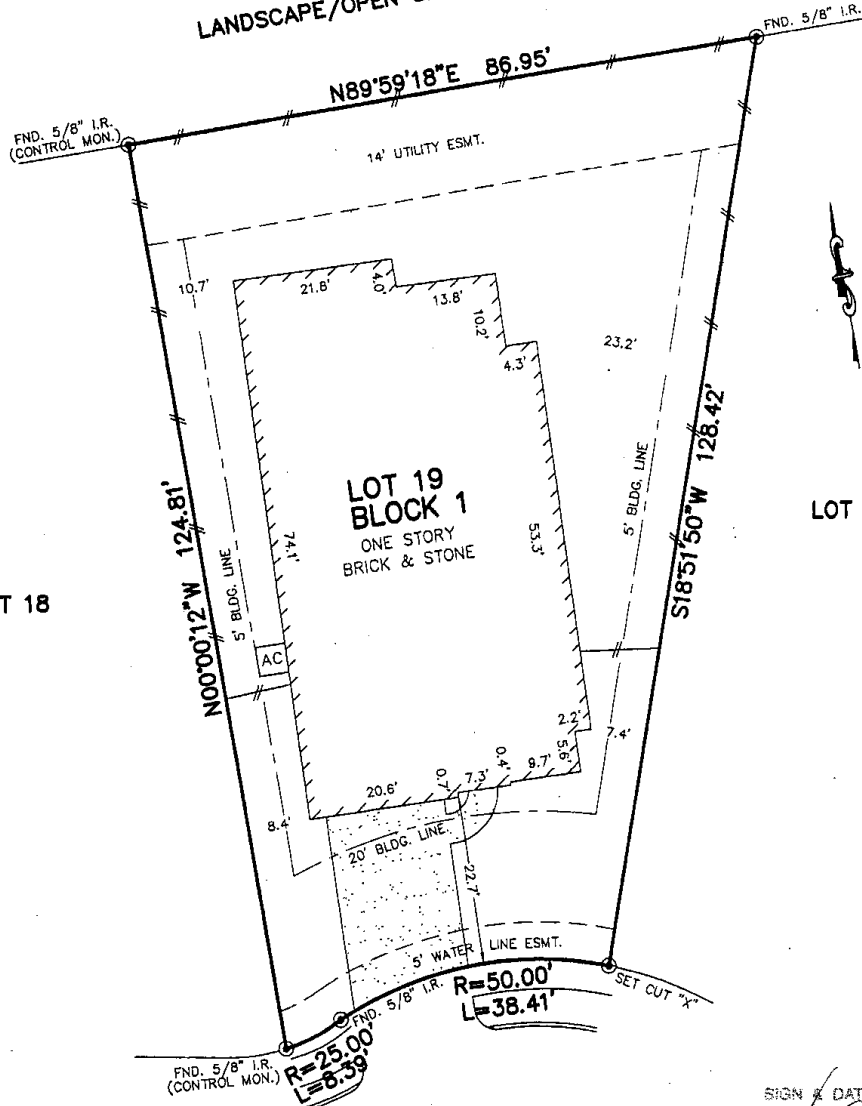 LANDSCAPE/OPEN
FND. 5/8" I.R.
N89°59'18"E 86.95'
FND. 5/8" I.R.
(CONTROL MON.)
14' UTILITY ESMT.
10.7'
21.8'
4.0'
13.8'
10.2'
4.3'
23.2'
LOT 19
BLOCK 1
ONE STORY
BRICK & STONE
N00°00'12"W 124.81'
74.1'
53.3'
5' BLDG. LINE
S18°51'50"W 128.42'
LOT
T 18
5' BLDG. LINE
AC
2.2'
5.6'
7.4'
20.6'
0.7'
7.3'
0.4'
9.7'
8.4'
20' BLDG. LINE
22.7'
5' WATER LINE ESMT.
FND. 5/8" I.R.
R=50.00'
L=38.41'
SET CUT "X"
FND. 5/8" I.R.
(CONTROL MON.)
R=25.00'
L=8.39'
SIGN & DAT